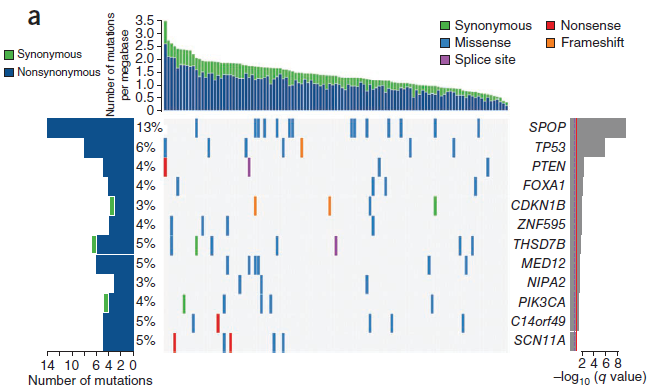 a
Synonymous
Nonsynonymous
Number of mutations
per megabase
3.5
3.0
2.5
2.0
1.5
1.0
0.5
0
Synonymous
Nonsense
Missense
Frameshift
Splice site
13% SPOP
6% TP53
4% PTEN
4% FOXA1
3% CDKN1B
4% ZNF595
5% THSD7B
5% MED12
3% NIPA2
4% PIK3CA
5% C14orf49
5% SCN11A
14 10 6 4 2 0
Number of mutations
2 4 6 8
–log10 (q value)